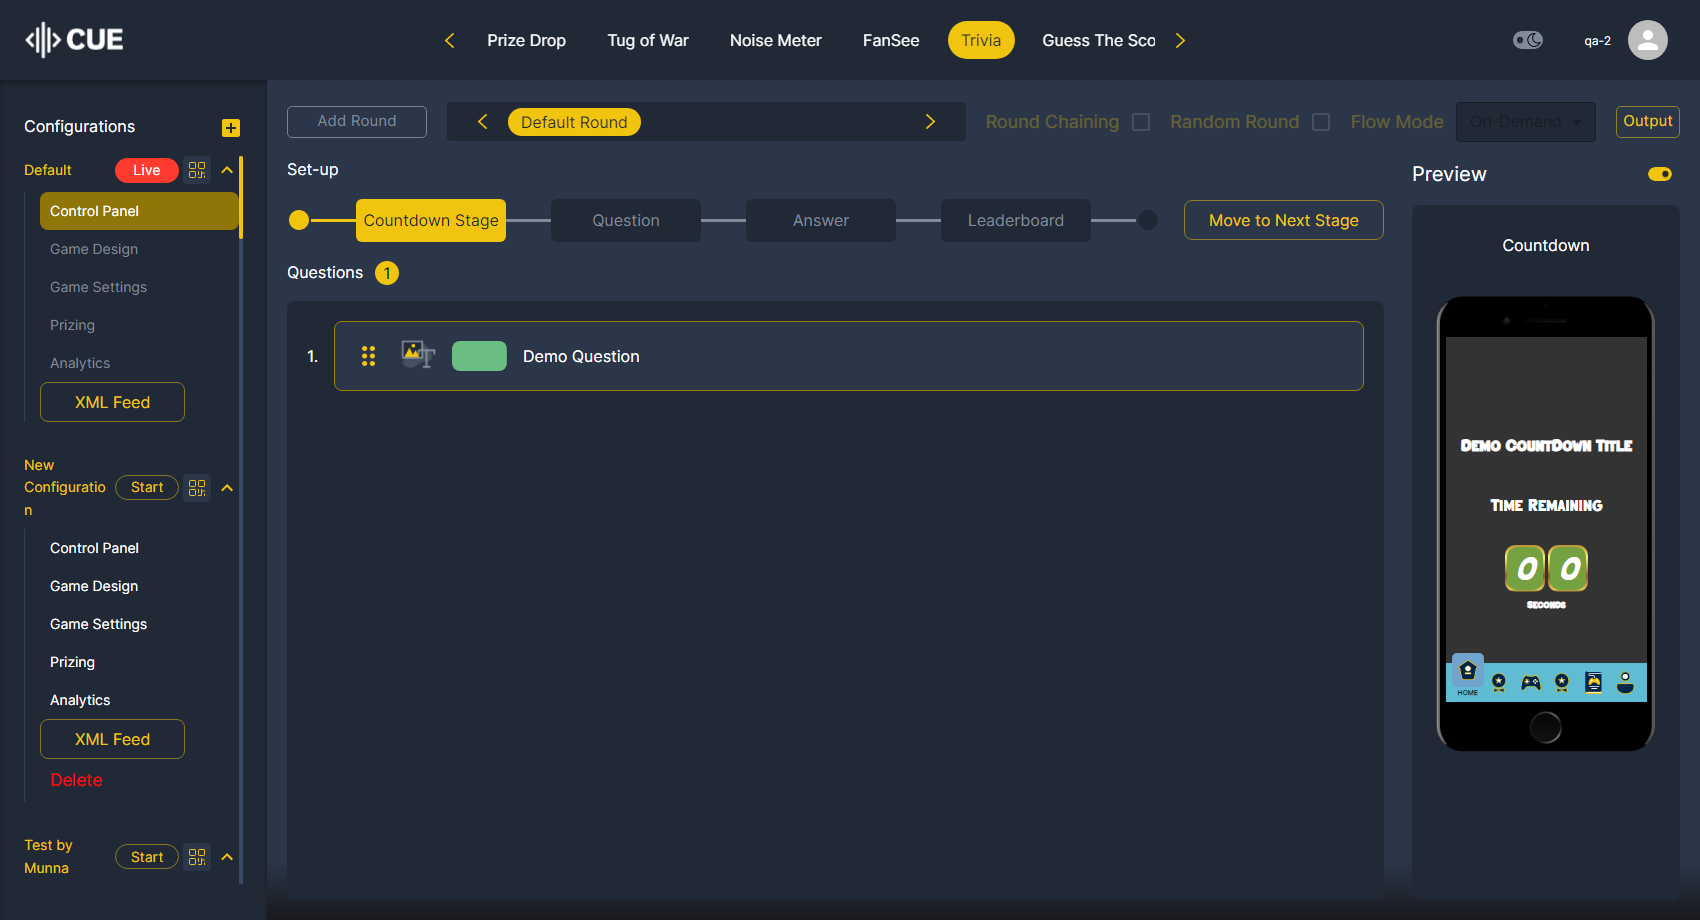 CUE
Prize Drop
Tug of War
Noise Meter
FanSee
Trivia
Guess The Sco
qa-2
Configurations
Default
Live
Control Panel
Game Design
Game Settings
Prizing
Analytics
XML Feed
New
Configuratio
n
Start
Control Panel
Game Design
Game Settings
Prizing
Analytics
XML Feed
Delete
Test by
Munna
Start
Add Round
Default Round
Round Chaining
Random Round
Flow Mode
On-Demand
Output
Set-up
Countdown Stage
Question
Answer
Leaderboard
Move to Next Stage
Questions 1
1.
T
Demo Question
Preview
Countdown
Demo CountDown Title
Time Remaining
0 0
Seconds
HOME